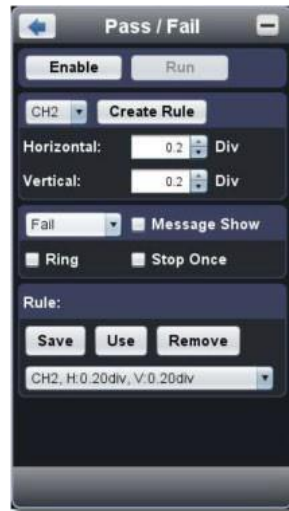 Pass / Fail
Enable Run
CH2 Create Rule
Horizontal: 0.2 Div
Vertical: 0.2 Div
Fail Message Show
Ring Stop Once
Rule:
Save Use Remove
CH2, H:0.20div, V:0.20div